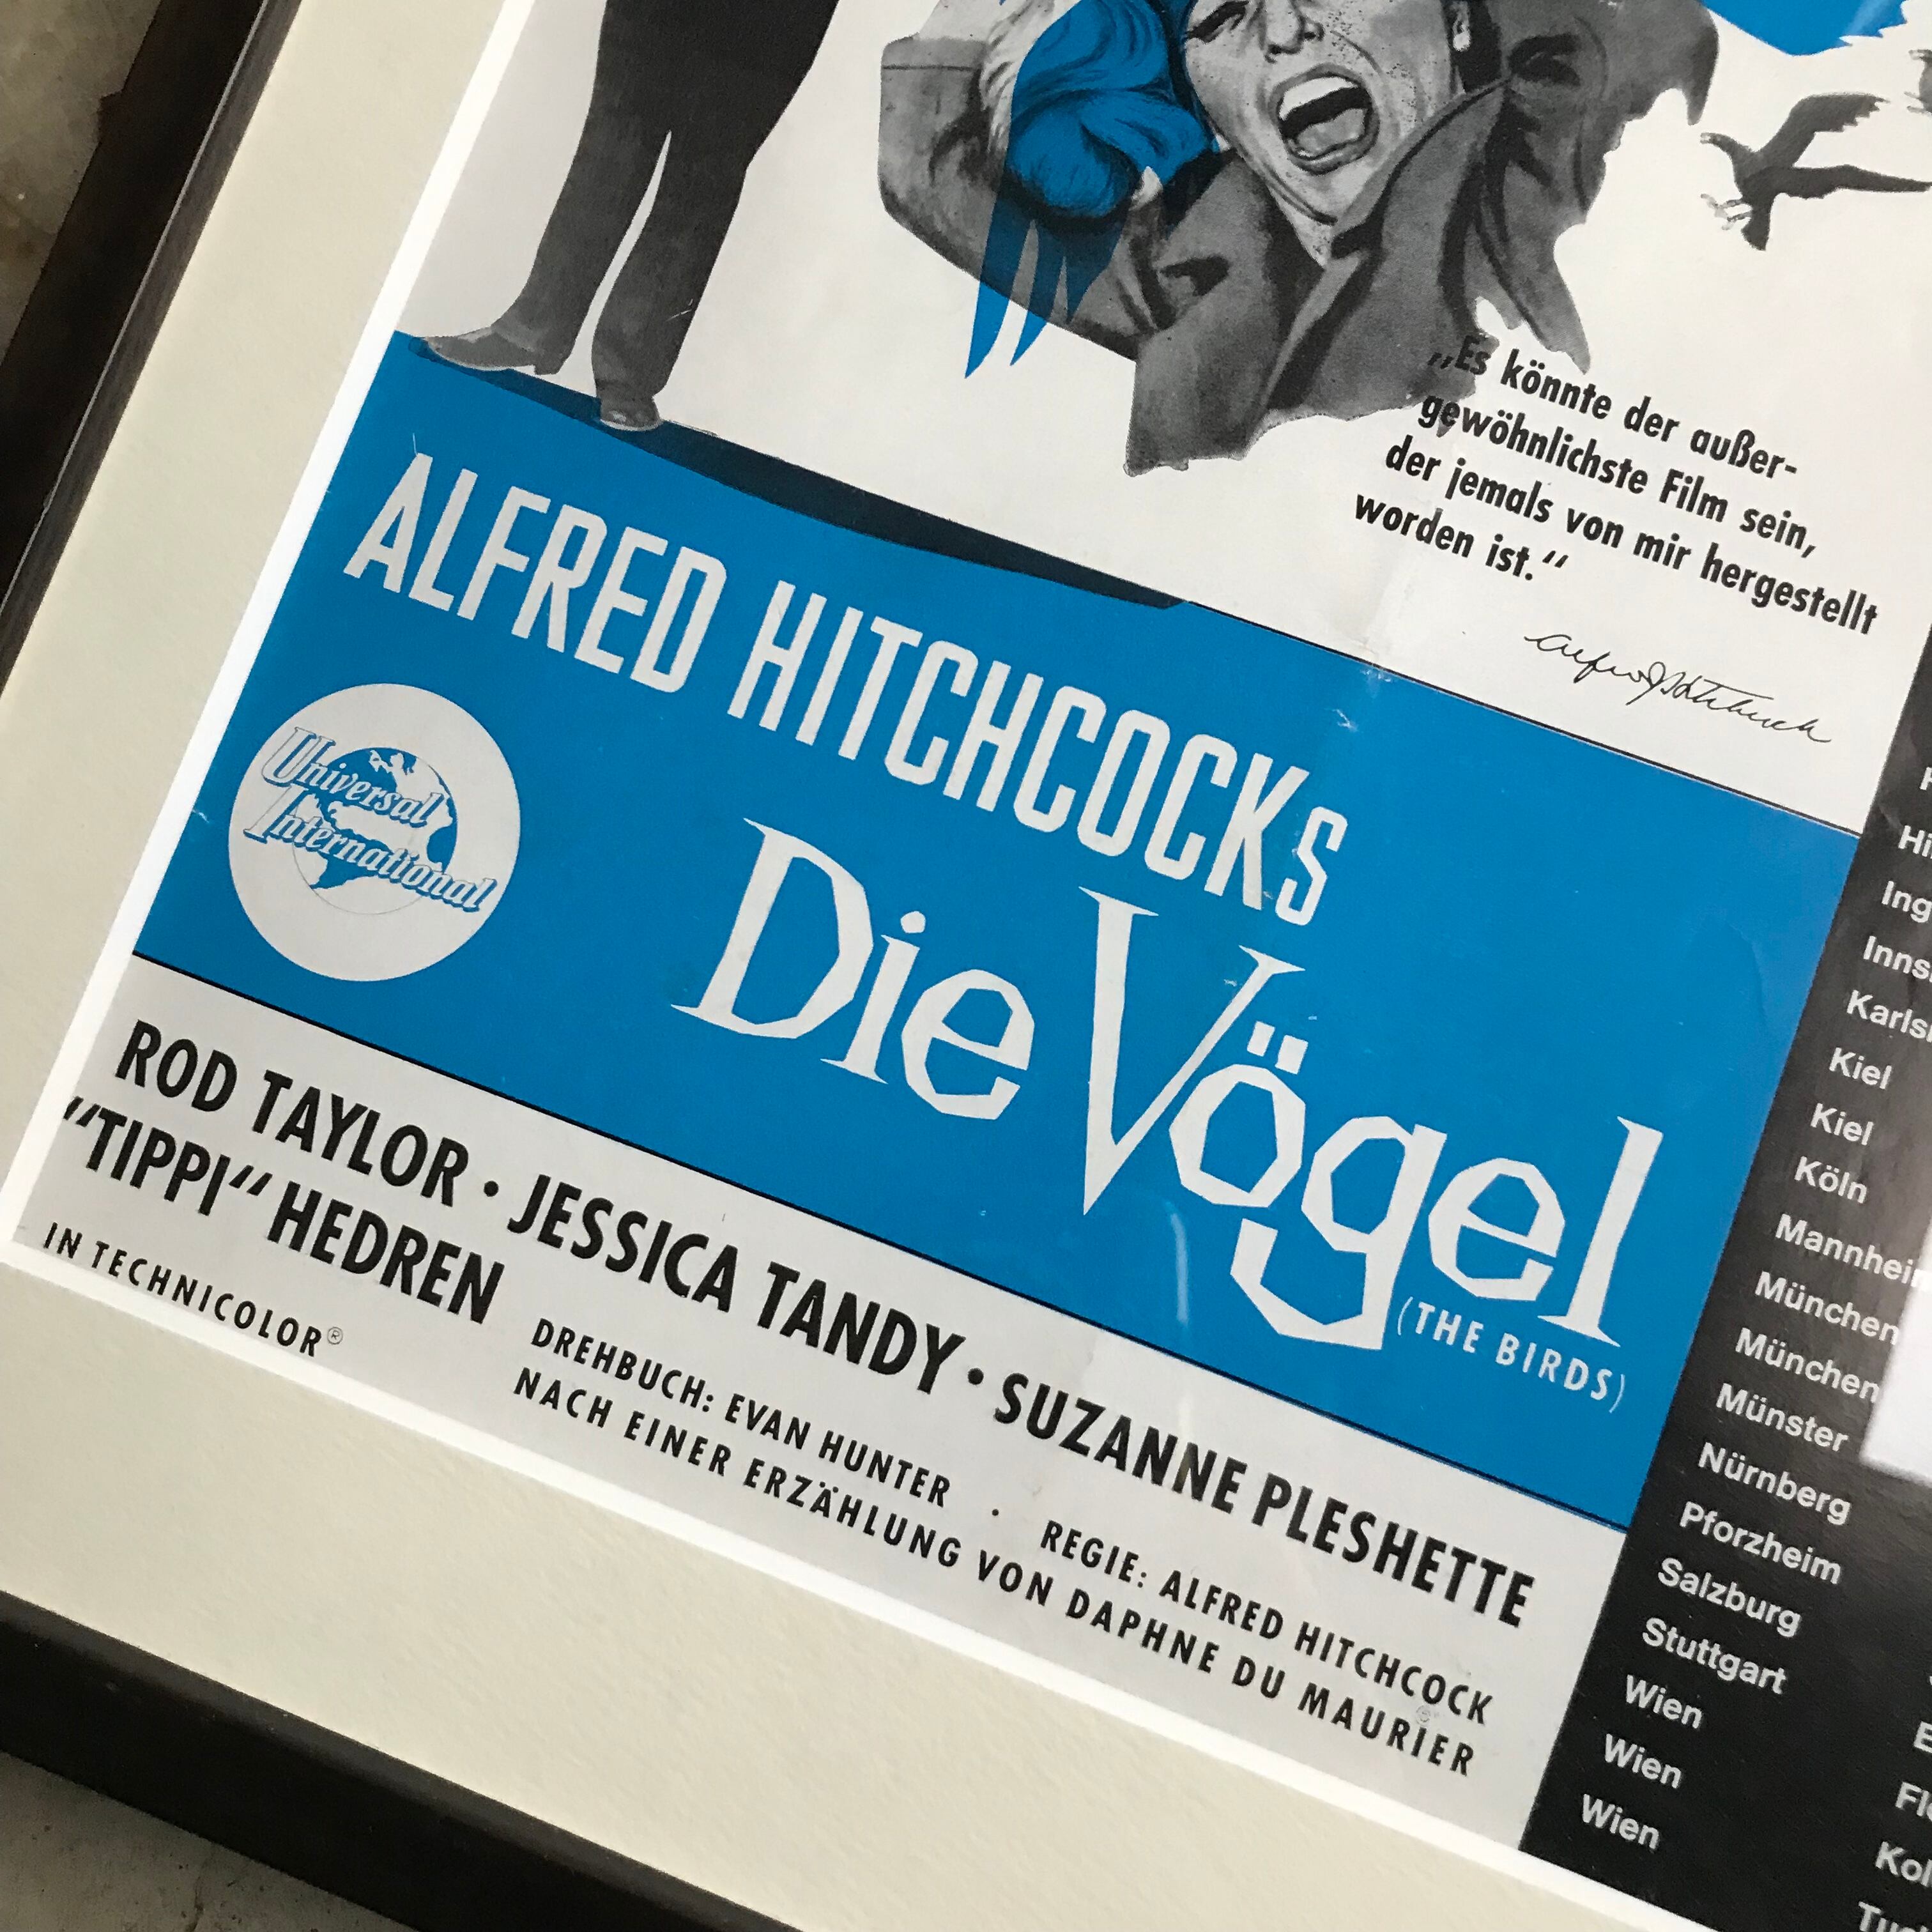 „Es könnte der außer-
gewöhnlichste Film sein,
der jemals von mir hergestellt
worden ist.“
Alfred Hitchcock
ALFRED HITCHCOCKS
Universal
International
Die Vögel
(THE BIRDS)
ROD TAYLOR · JESSICA TANDY · SUZANNE PLESHETTE
“TIPPI“ HEDREN
IN TECHNICOLOR®
DREHBUCH: EVAN HUNTER · REGIE: ALFRED HITCHCOCK
NACH EINER ERZÄHLUNG VON DAPHNE DU MAURIER
Kiel
Kiel
Köln
Mannhei
München
München
Münster
Nürnberg
Pforzheim
Salzburg
Stuttgart
Wien
Wien
Wien